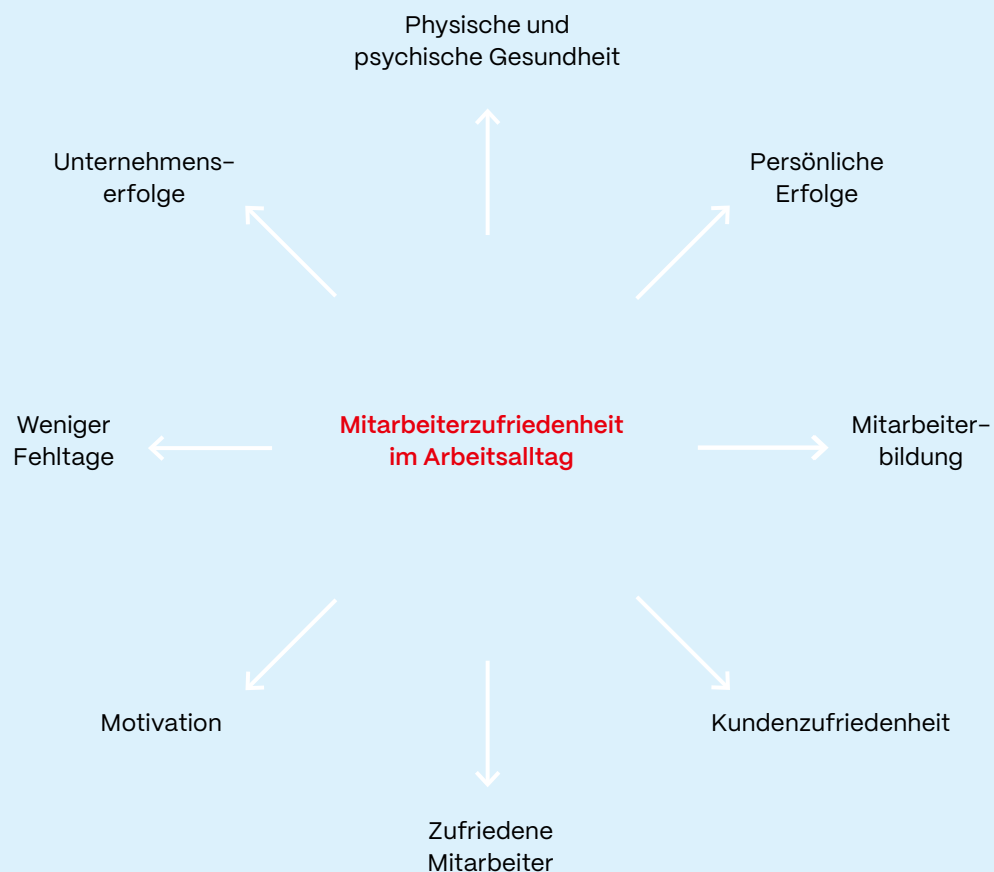 Physische und
psychische Gesundheit
Unternehmens-
erfolge
Persönliche
Erfolge
Weniger
Fehltage
Mitarbeiterzufriedenheit
im Arbeitsalltag
Mitarbeiter-
bildung
Motivation
Kundenzufriedenheit
Zufriedene
Mitarbeiter